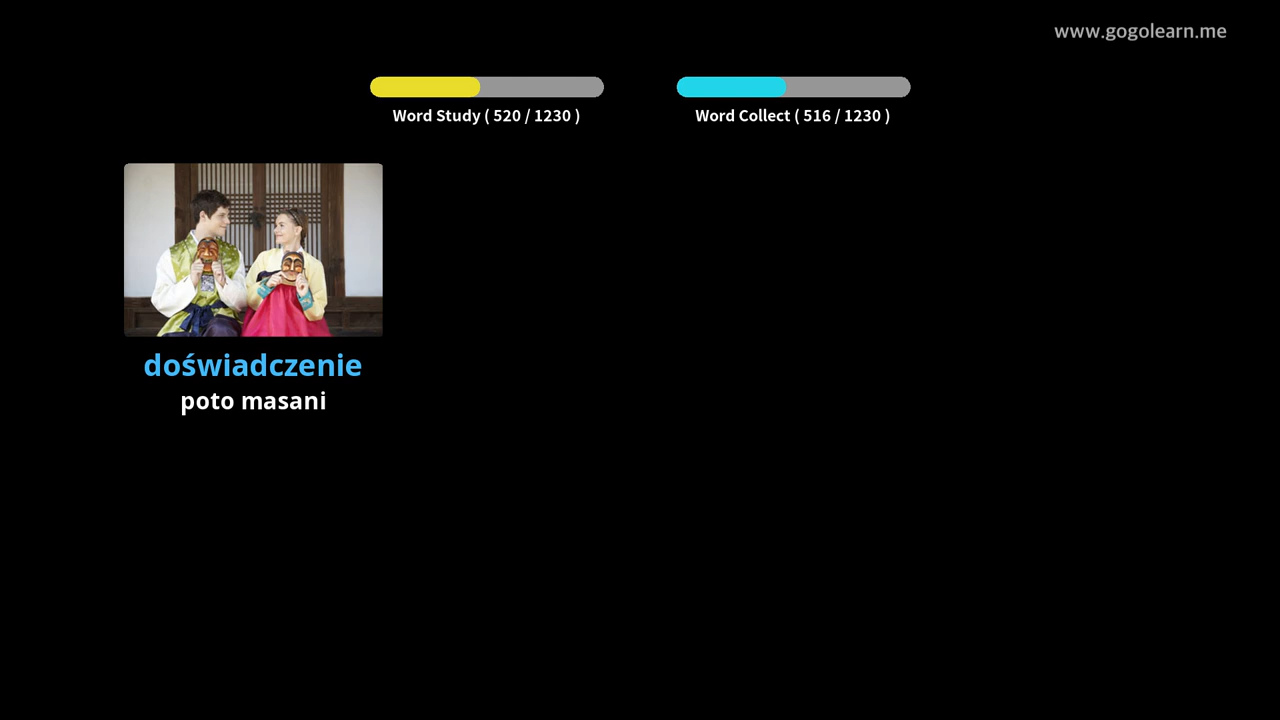 www.gogolearn.me
Word Study ( 520 / 1230 )
Word Collect ( 516 / 1230 )
doświadczenie
poto masani